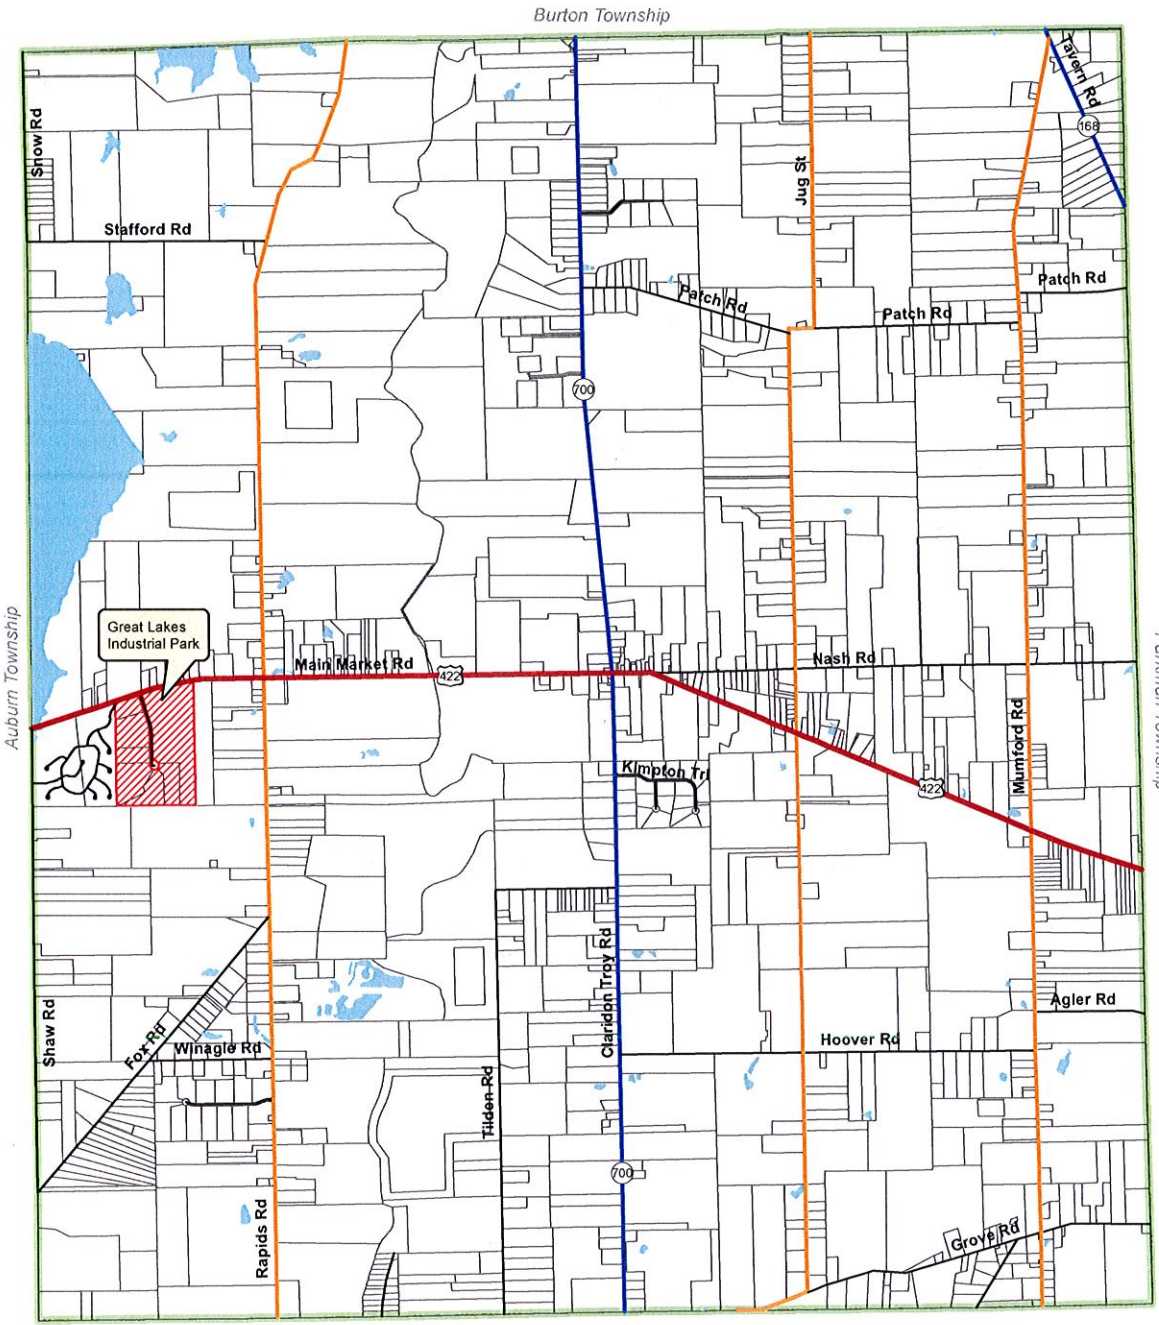 Burton Township
Tavern Rd
168
Snow Rd
Jug St
Stafford Rd
Patch Rd
Patch Rd
Patch Rd
700
Great Lakes
Industrial Park
Auburn Township
Main Market Rd
422
Nash Rd
Mumford Rd
Kimpton Trl
422
Claridon Troy Rd
Shaw Rd
Fox Rd
Winagle Rd
Agler Rd
Hoover Rd
Tilden Rd
700
Rapids Rd
Grove Rd